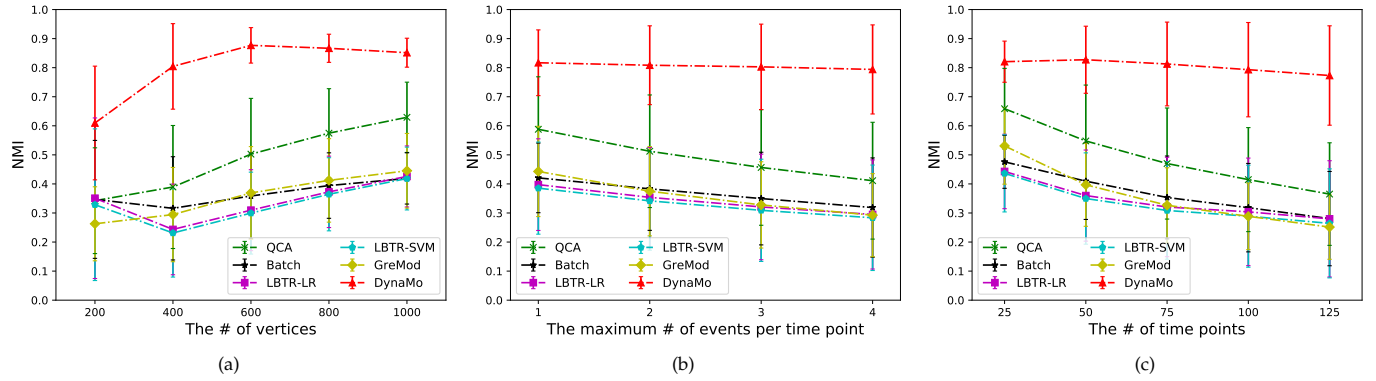 1.0
0.9
0.8
0.7
0.6
0.5
0.4
0.3
0.2
0.1
0.0
NMI
QCA
Batch
LBTR-LR
LBTR-SVM
GreMod
DynaMo
200 400 600 800 1000
The # of vertices
(a)
1.0
0.9
0.8
0.7
0.6
0.5
0.4
0.3
0.2
0.1
0.0
NMI
QCA
Batch
LBTR-LR
LBTR-SVM
GreMod
DynaMo
1 2 3 4
The maximum # of events per time point
(b)
1.0
0.9
0.8
0.7
0.6
0.5
0.4
0.3
0.2
0.1
0.0
NMI
QCA
Batch
LBTR-LR
LBTR-SVM
GreMod
DynaMo
25 50 75 100 125
The # of time points
(c)